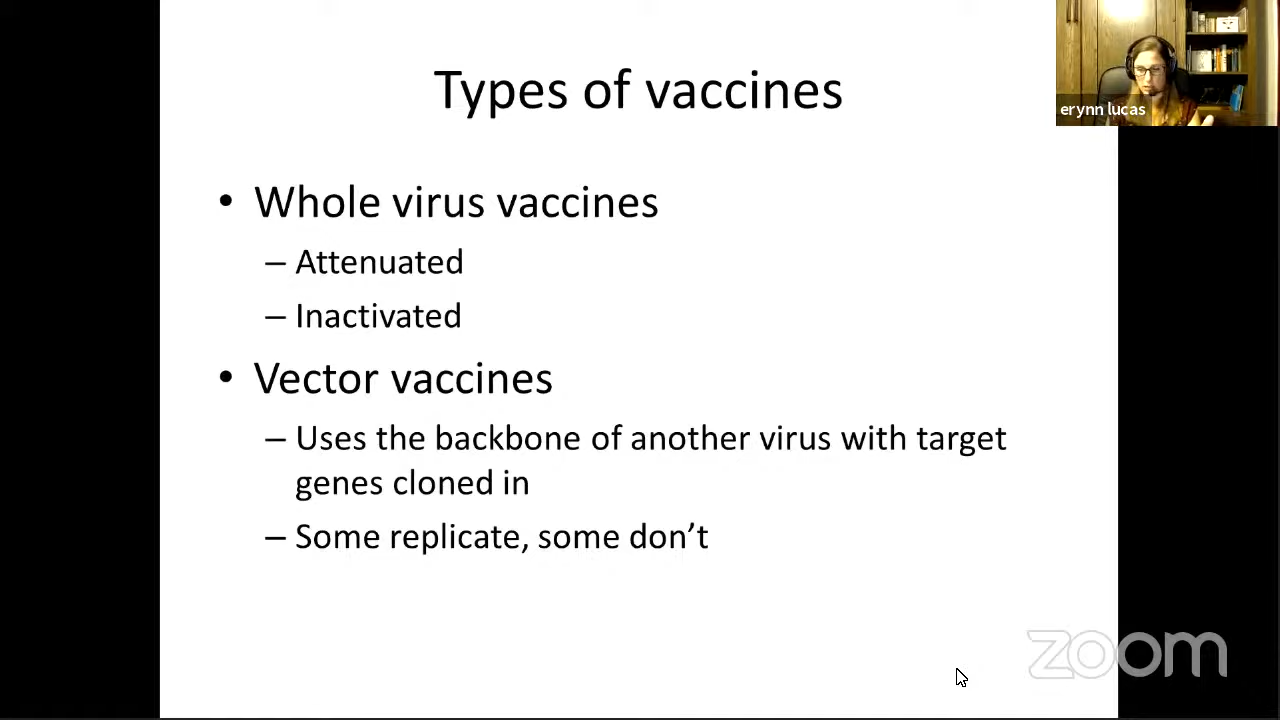 Types of vaccines
erynn lucas
• Whole virus vaccines
– Attenuated
– Inactivated
• Vector vaccines
– Uses the backbone of another virus with target
genes cloned in
– Some replicate, some don’t
zoom